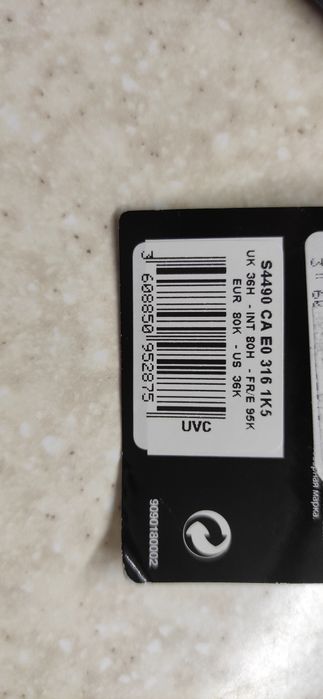 S4490 CA E0 316 1K5
UK 36H - INT 80H - FR/E 95K
EUR 80K - US 36K
3 608850 952875
UVC
9090180002
марка